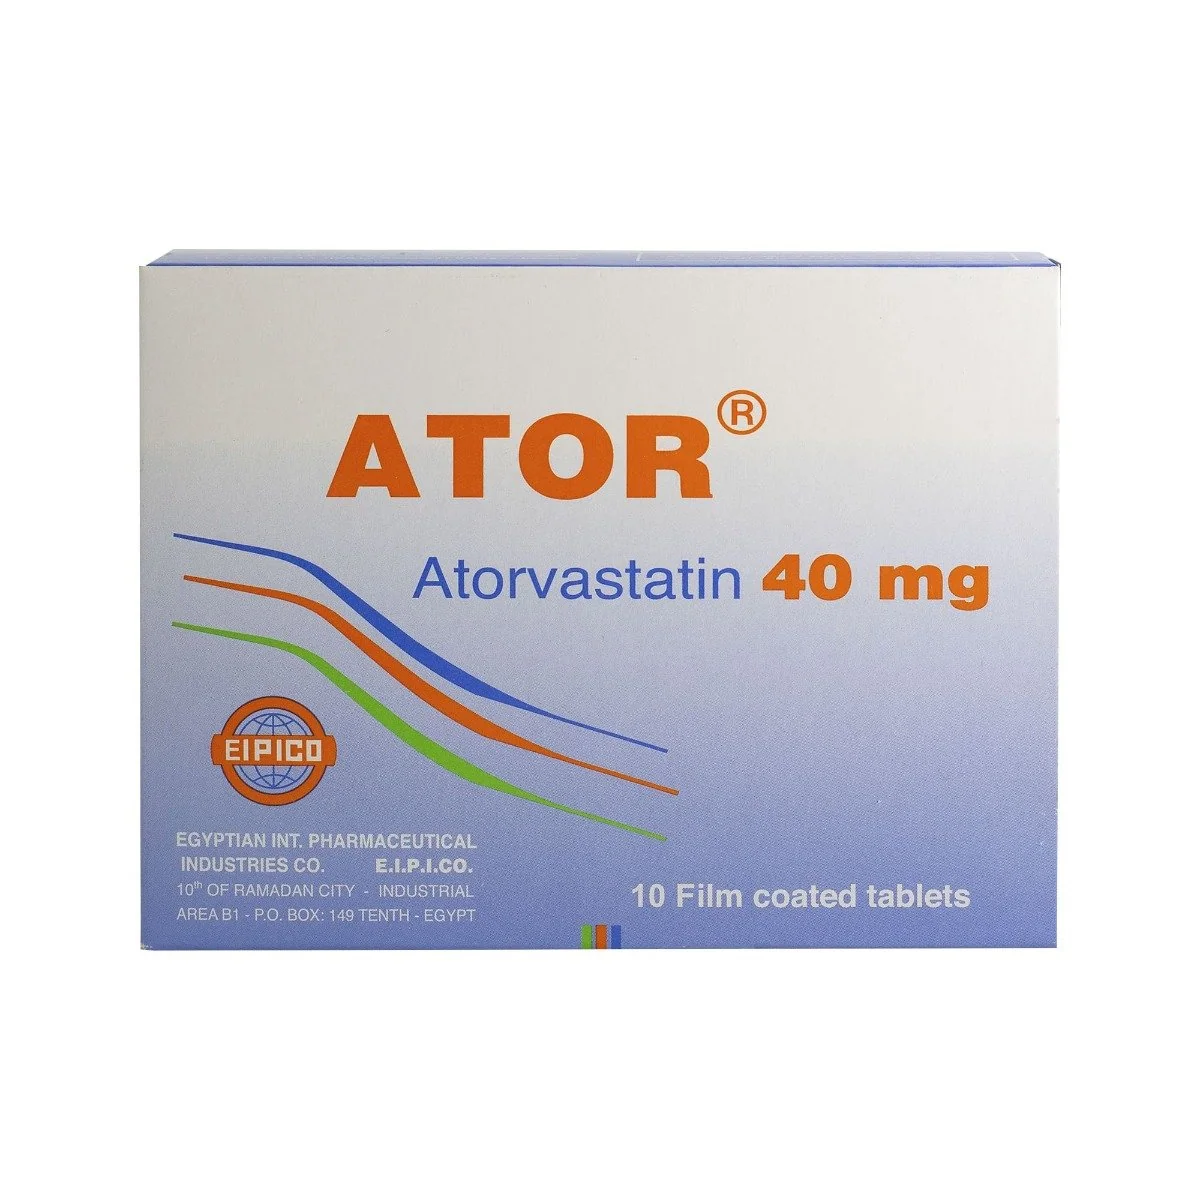 ATOR®
Atorvastatin 40 mg
EIPICO
EGYPTIAN INT. PHARMACEUTICAL
INDUSTRIES CO. E.I.P.I.CO.
10th OF RAMADAN CITY - INDUSTRIAL
AREA B1 - P.O. BOX: 149 TENTH - EGYPT
10 Film coated tablets